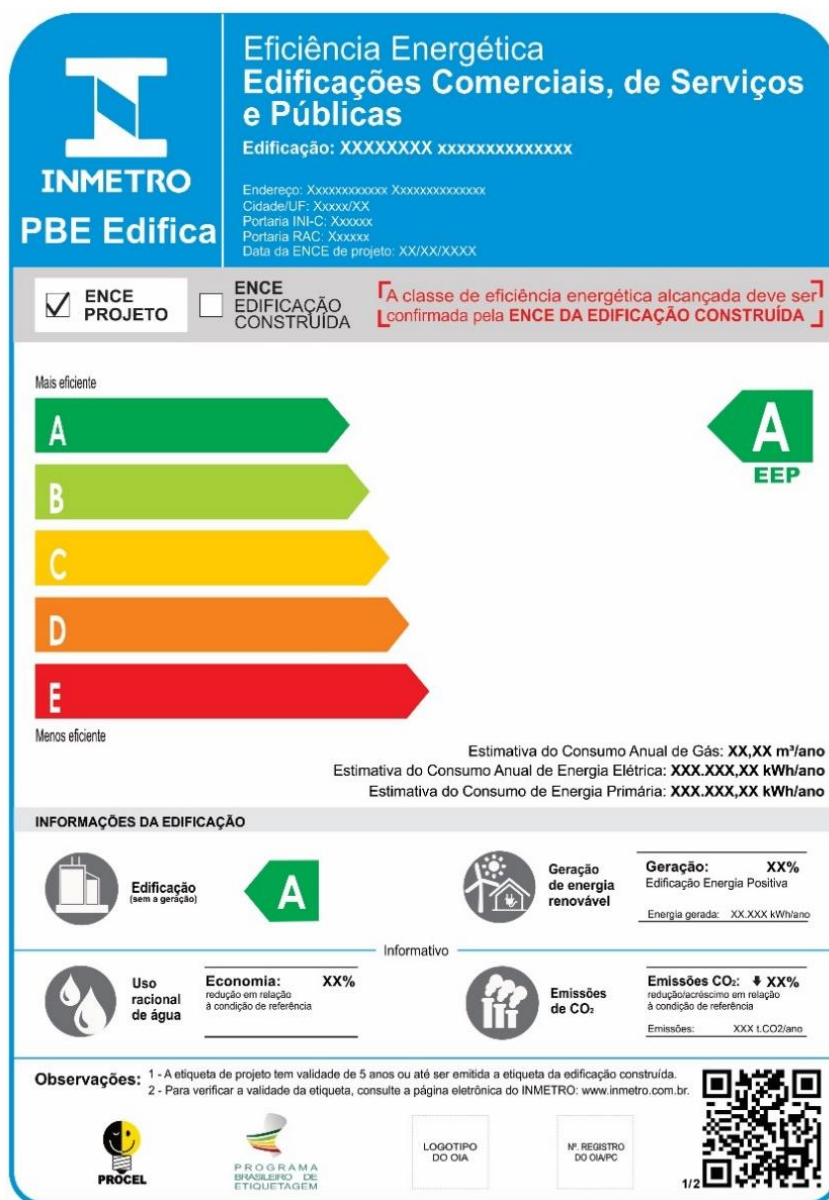 Eficiência Energética
Edificações Comerciais, de Serviços
e Públicas
Edificação: XXXXXXXX xxxxxxxxxxxxxx
INMETRO
PBE Edifica
Endereço: Xxxxxxxxxxxx Xxxxxxxxxxxxxx
Cidade/UF: Xxxxx/XX
Portaria INI-C: Xxxxxx
Portaria RAC: Xxxxxx
Data da ENCE de projeto: XX/XX/XXXX
ENCE
PROJETO
ENCE
EDIFICAÇÃO
CONSTRUÍDA
A classe de eficiência energética alcançada deve ser
confirmada pela ENCE DA EDIFICAÇÃO CONSTRUÍDA
Mais eficiente
A
B
C
D
E
Menos eficiente
A
EEP
Estimativa do Consumo Anual de Gás: XX,XX m³/ano
Estimativa do Consumo Anual de Energia Elétrica: XXX.XXX,XX kWh/ano
Estimativa do Consumo de Energia Primária: XXX.XXX,XX kWh/ano
INFORMAÇÕES DA EDIFICAÇÃO
Edificação
(sem a geração)
A
Geração
de energia
renovável
Geração: XX%
Edificação Energia Positiva
Energia gerada: XX.XXX kWh/ano
Informativo
Uso
racional
de água
Economia: XX%
redução em relação
à condição de referência
Emissões
de CO₂
Emissões CO₂: XX%
redução/acréscimo em relação
à condição de referência
Emissões: XXX t.CO2/ano
Observações: 1 - A etiqueta de projeto tem validade de 5 anos ou até ser emitida a etiqueta da edificação construída.
2 - Para verificar a validade da etiqueta, consulte a página eletrônica do INMETRO: www.inmetro.com.br.
PROCEL
PROGRAMA
BRASILEIRO DE
ETIQUETAGEM
LOGOTIPO
DO OIA
Nº. REGISTRO
DO OIA/PC
1/2